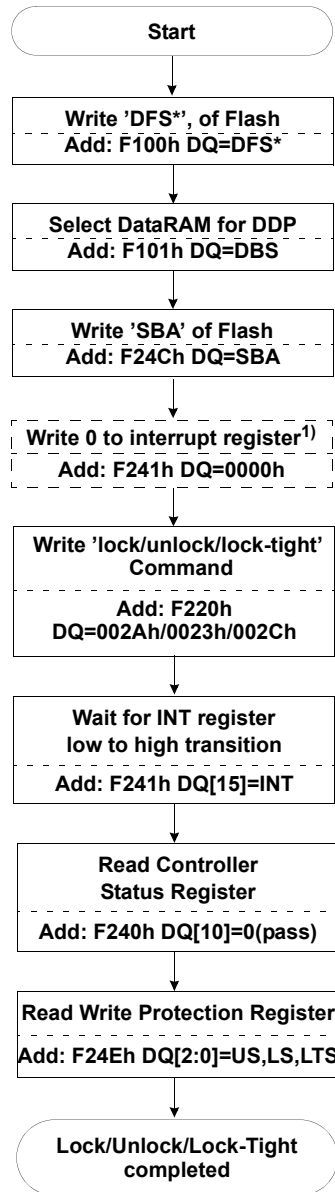 Start
Write 'DFS*', of Flash
Add: F100h DQ=DFS*
Select DataRAM for DDP
Add: F101h DQ=DBS
Write 'SBA' of Flash
Add: F24Ch DQ=SBA
Write 0 to interrupt register1)
Add: F241h DQ=0000h
Write 'lock/unlock/lock-tight'
Command
Add: F220h
DQ=002Ah/0023h/002Ch
Wait for INT register
low to high transition
Add: F241h DQ[15]=INT
Read Controller
Status Register
Add: F240h DQ[10]=0(pass)
Read Write Protection Register
Add: F24Eh DQ[2:0]=US,LS,LTS
Lock/Unlock/Lock-Tight
completed